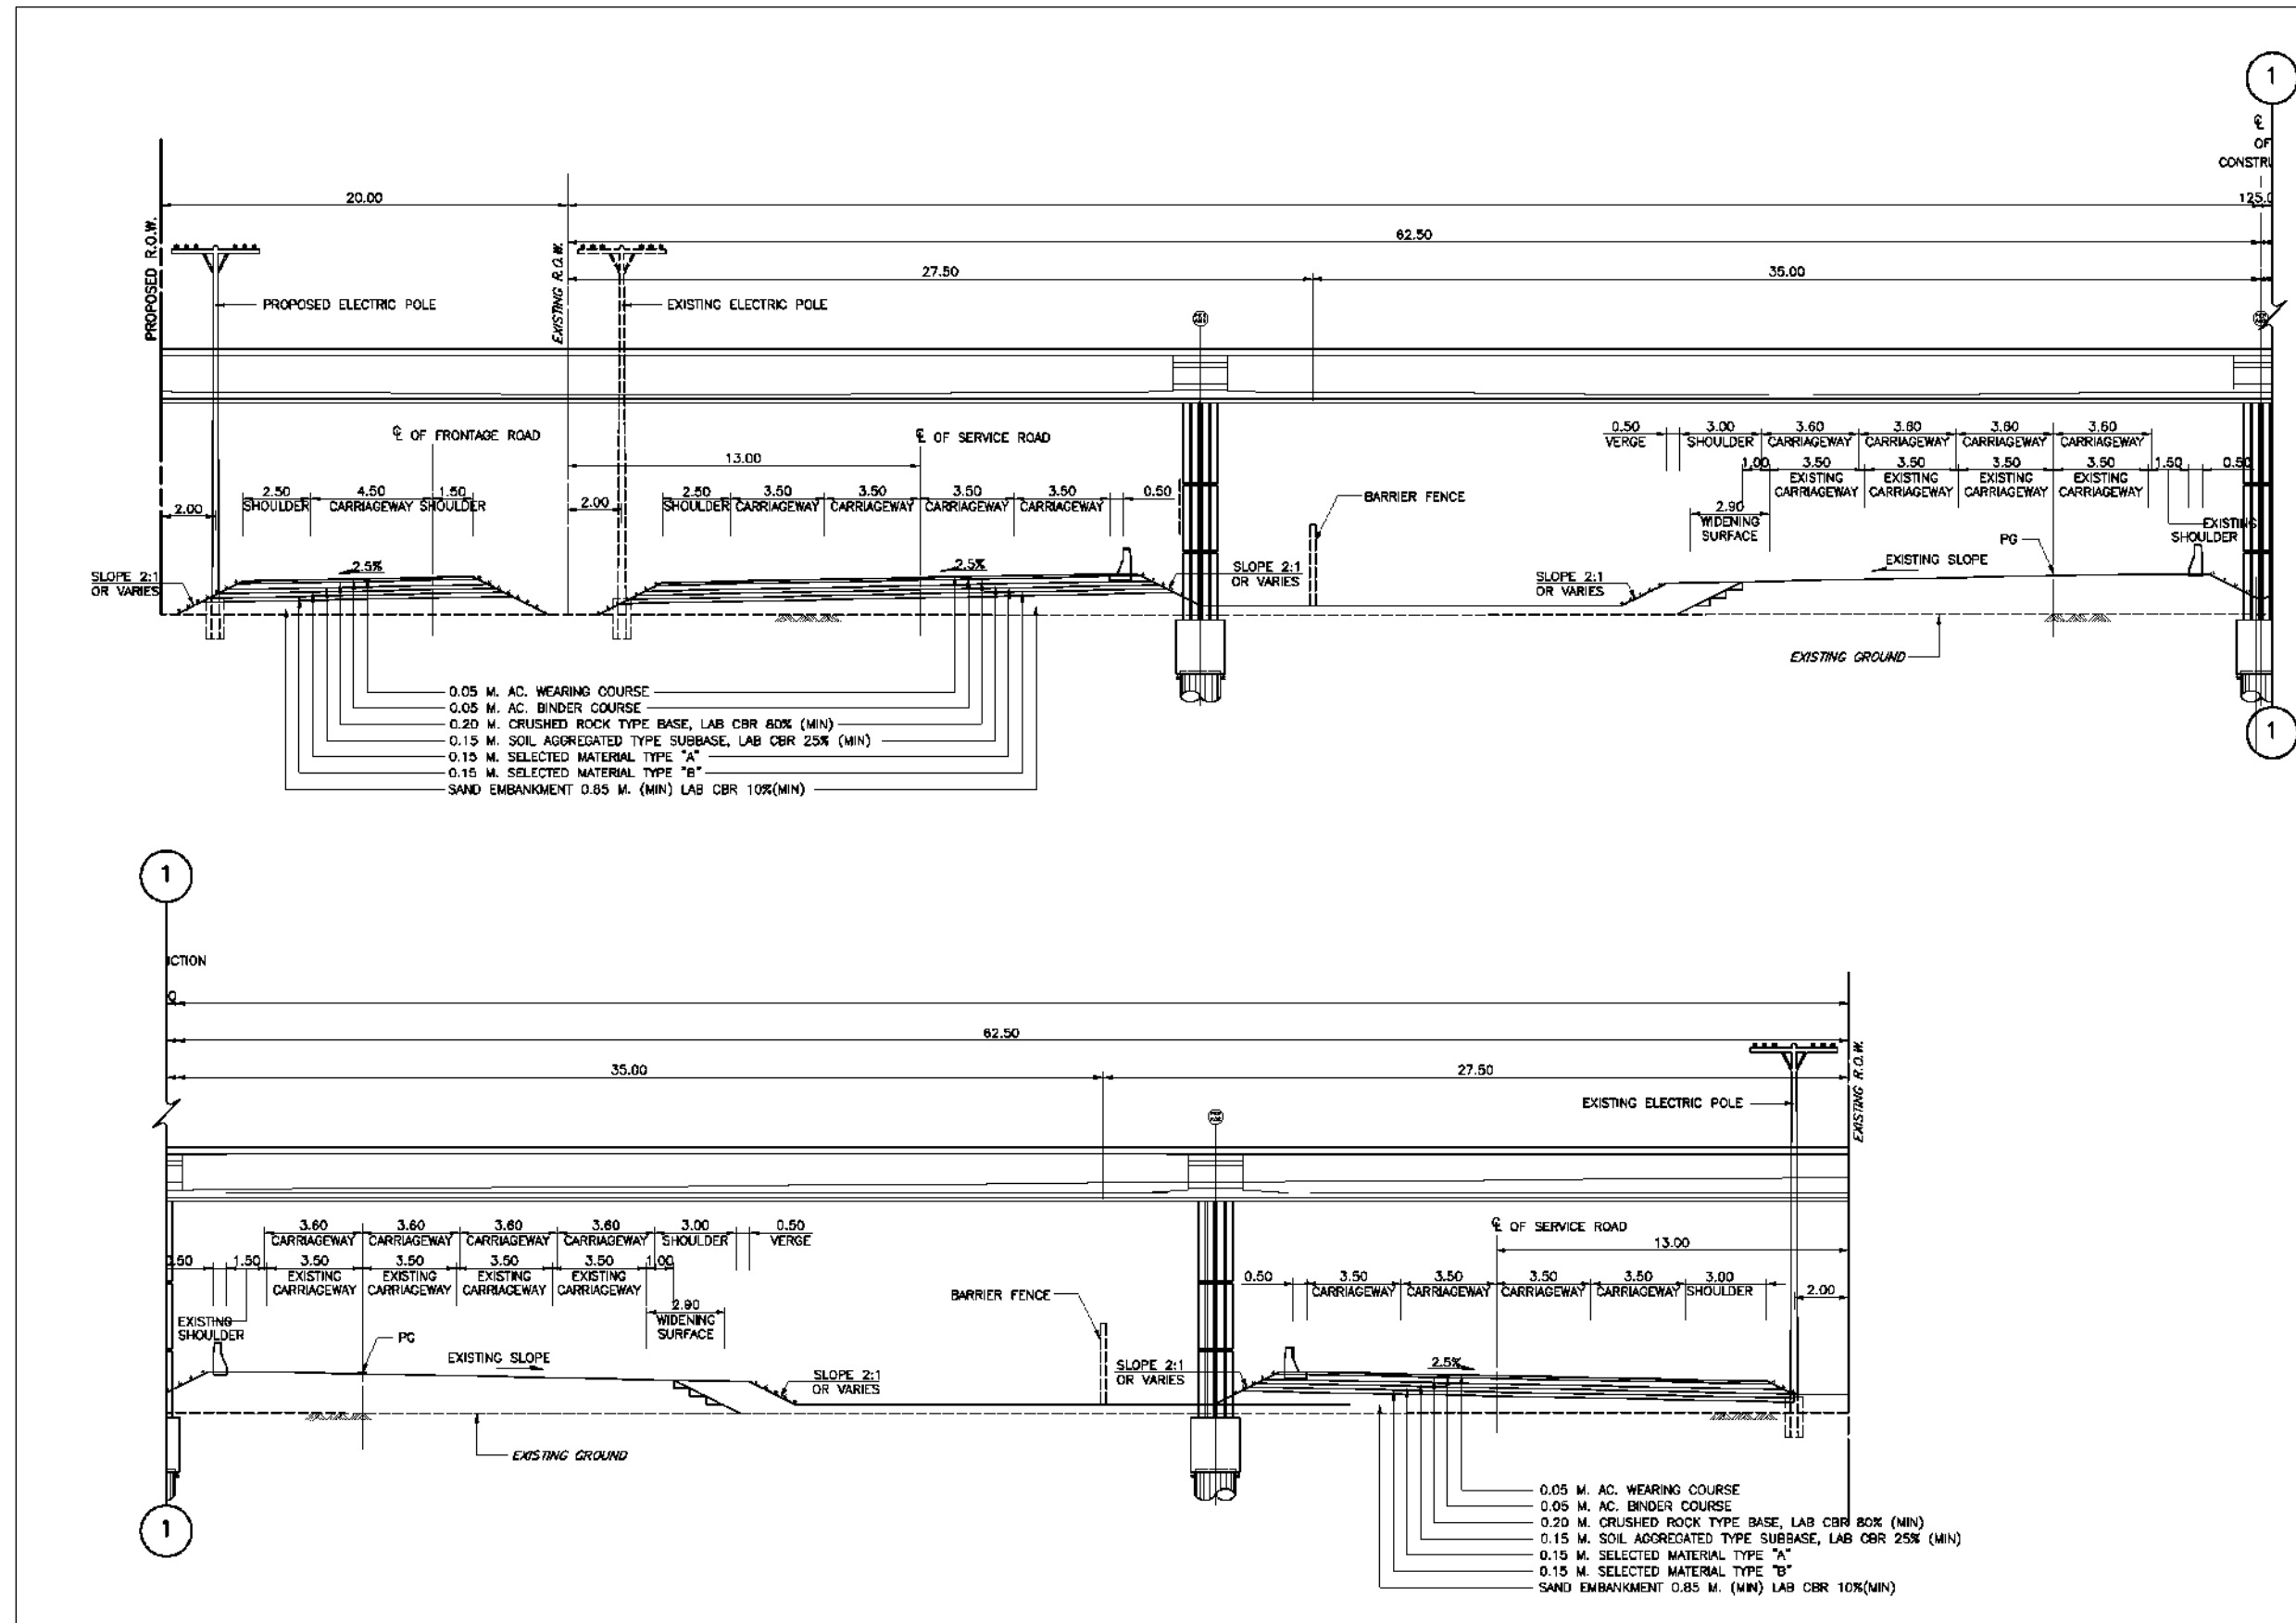 1
℄
OF
CONSTRU
20.00
125.0
62.50
27.50
35.00
PROPOSED R.O.W.
EXISTING R.O.W.
PROPOSED ELECTRIC POLE
EXISTING ELECTRIC POLE
℄ OF FRONTAGE ROAD
℄ OF SERVICE ROAD
13.00
0.50
VERGE
3.00
SHOULDER
3.60
CARRIAGEWAY
3.60
CARRIAGEWAY
3.60
CARRIAGEWAY
3.60
CARRIAGEWAY
1.00
3.50
EXISTING
CARRIAGEWAY
3.50
EXISTING
CARRIAGEWAY
3.50
EXISTING
CARRIAGEWAY
3.50
EXISTING
CARRIAGEWAY
1.50
0.50
2.00
2.50
SHOULDER
4.50
CARRIAGEWAY
1.50
SHOULDER
2.00
2.50
SHOULDER
3.50
CARRIAGEWAY
3.50
CARRIAGEWAY
3.50
CARRIAGEWAY
3.50
CARRIAGEWAY
0.50
BARRIER FENCE
2.90
WIDENING
SURFACE
EXISTING
SHOULDER
PG
EXISTING SLOPE
SLOPE 2:1
OR VARIES
2.5%
2.5%
SLOPE 2:1
OR VARIES
SLOPE 2:1
OR VARIES
EXISTING GROUND
0.05 M. AC. WEARING COURSE
0.05 M. AC. BINDER COURSE
0.20 M. CRUSHED ROCK TYPE BASE, LAB CBR 80% (MIN)
0.15 M. SOIL AGGREGATED TYPE SUBBASE, LAB CBR 25% (MIN)
0.15 M. SELECTED MATERIAL TYPE "A"
0.15 M. SELECTED MATERIAL TYPE "B"
SAND EMBANKMENT 0.85 M. (MIN) LAB CBR 10%(MIN)
1
1
ICTION
0
62.50
35.00
27.50
EXISTING R.O.W.
EXISTING ELECTRIC POLE
3.60
CARRIAGEWAY
3.60
CARRIAGEWAY
3.60
CARRIAGEWAY
3.60
CARRIAGEWAY
3.00
SHOULDER
0.50
VERGE
0.50
1.50
3.50
EXISTING
CARRIAGEWAY
3.50
EXISTING
CARRIAGEWAY
3.50
EXISTING
CARRIAGEWAY
3.50
EXISTING
CARRIAGEWAY
1.00
2.90
WIDENING
SURFACE
EXISTING
SHOULDER
PG
EXISTING SLOPE
BARRIER FENCE
℄ OF SERVICE ROAD
13.00
0.50
3.50
CARRIAGEWAY
3.50
CARRIAGEWAY
3.50
CARRIAGEWAY
3.50
CARRIAGEWAY
3.00
SHOULDER
2.00
2.5%
SLOPE 2:1
OR VARIES
SLOPE 2:1
OR VARIES
EXISTING GROUND
0.05 M. AC. WEARING COURSE
0.05 M. AC. BINDER COURSE
0.20 M. CRUSHED ROCK TYPE BASE, LAB CBR 80% (MIN)
0.15 M. SOIL AGGREGATED TYPE SUBBASE, LAB CBR 25% (MIN)
0.15 M. SELECTED MATERIAL TYPE "A"
0.15 M. SELECTED MATERIAL TYPE "B"
SAND EMBANKMENT 0.85 M. (MIN) LAB CBR 10%(MIN)
1